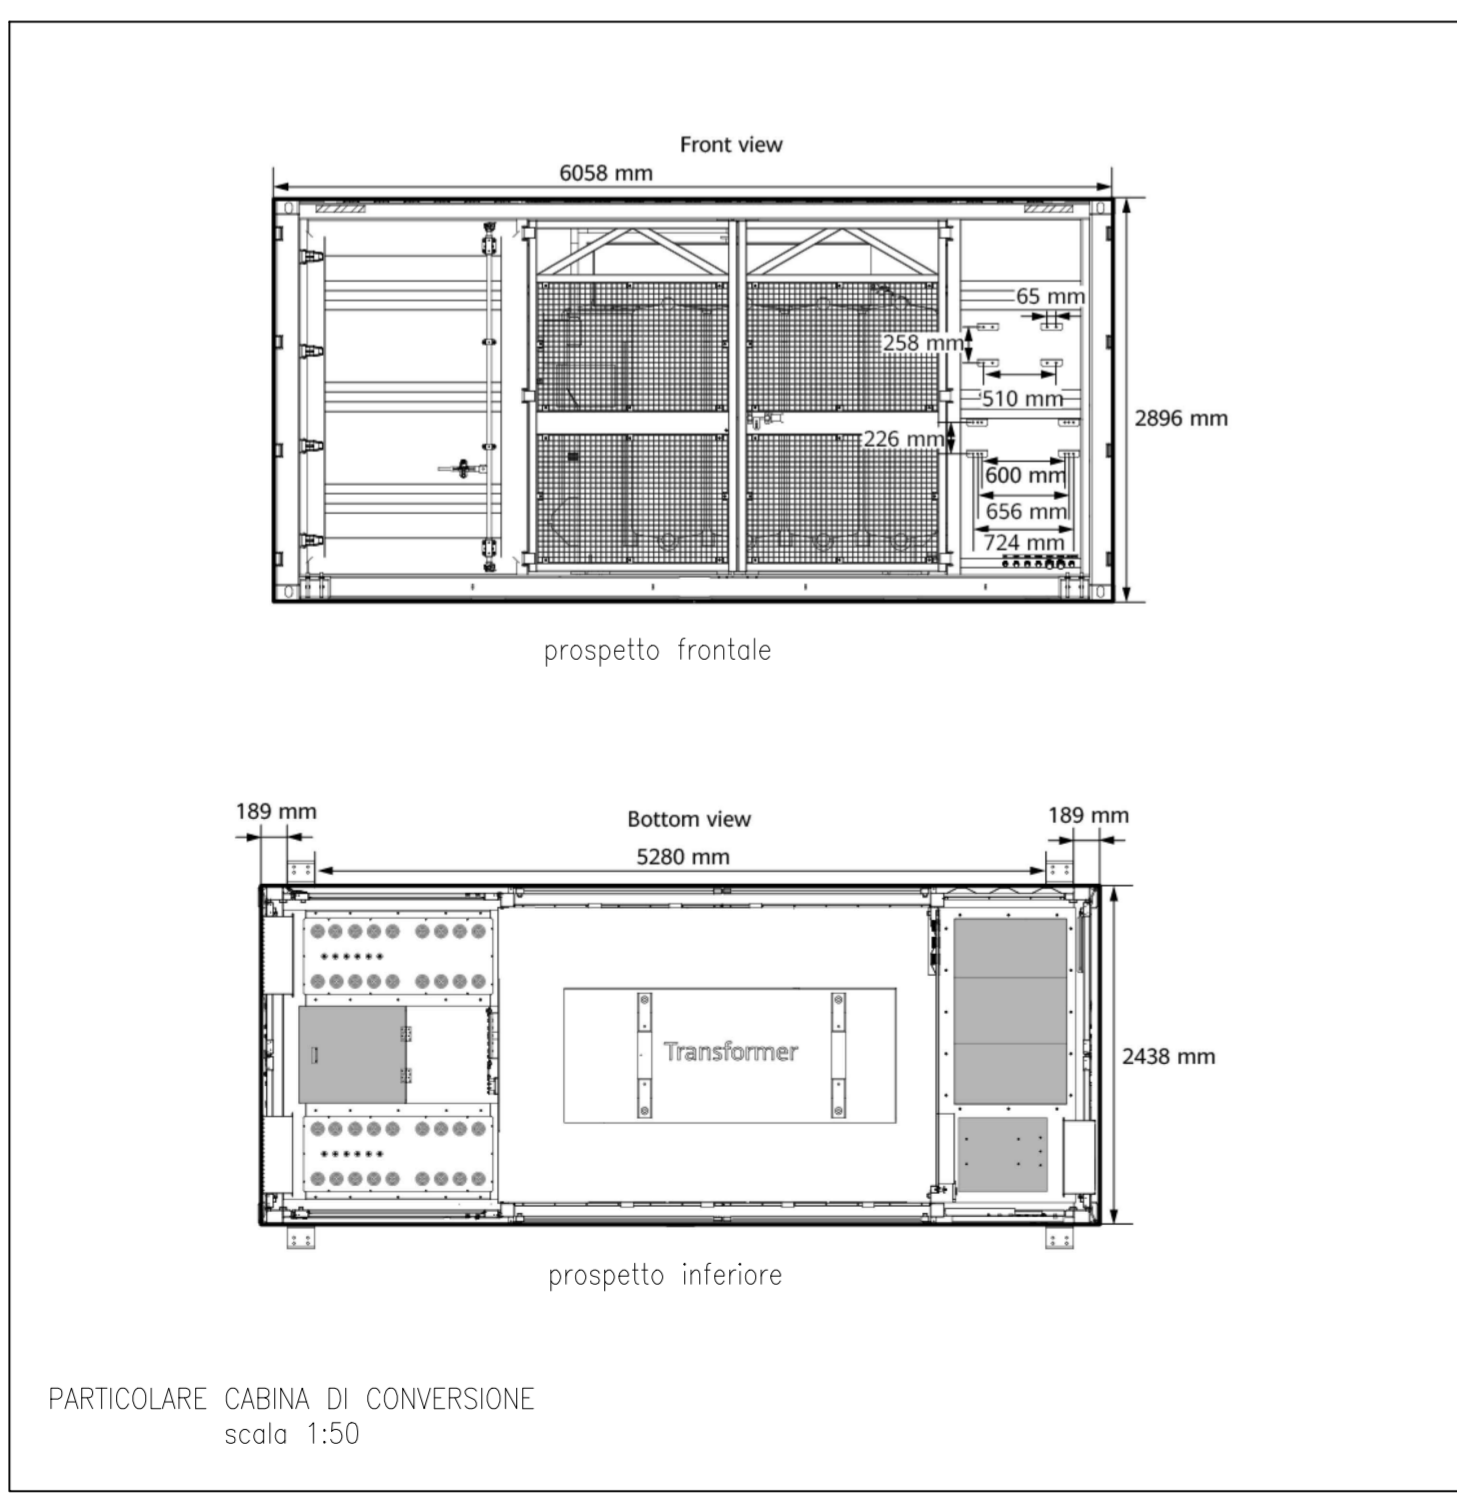 Front view
6058 mm
65 mm
258 mm
510 mm
2896 mm
226 mm
600 mm
656 mm
724 mm
prospetto frontale
189 mm
Bottom view
189 mm
5280 mm
Transformer
2438 mm
prospetto inferiore
PARTICOLARE CABINA DI CONVERSIONE
scala 1:50